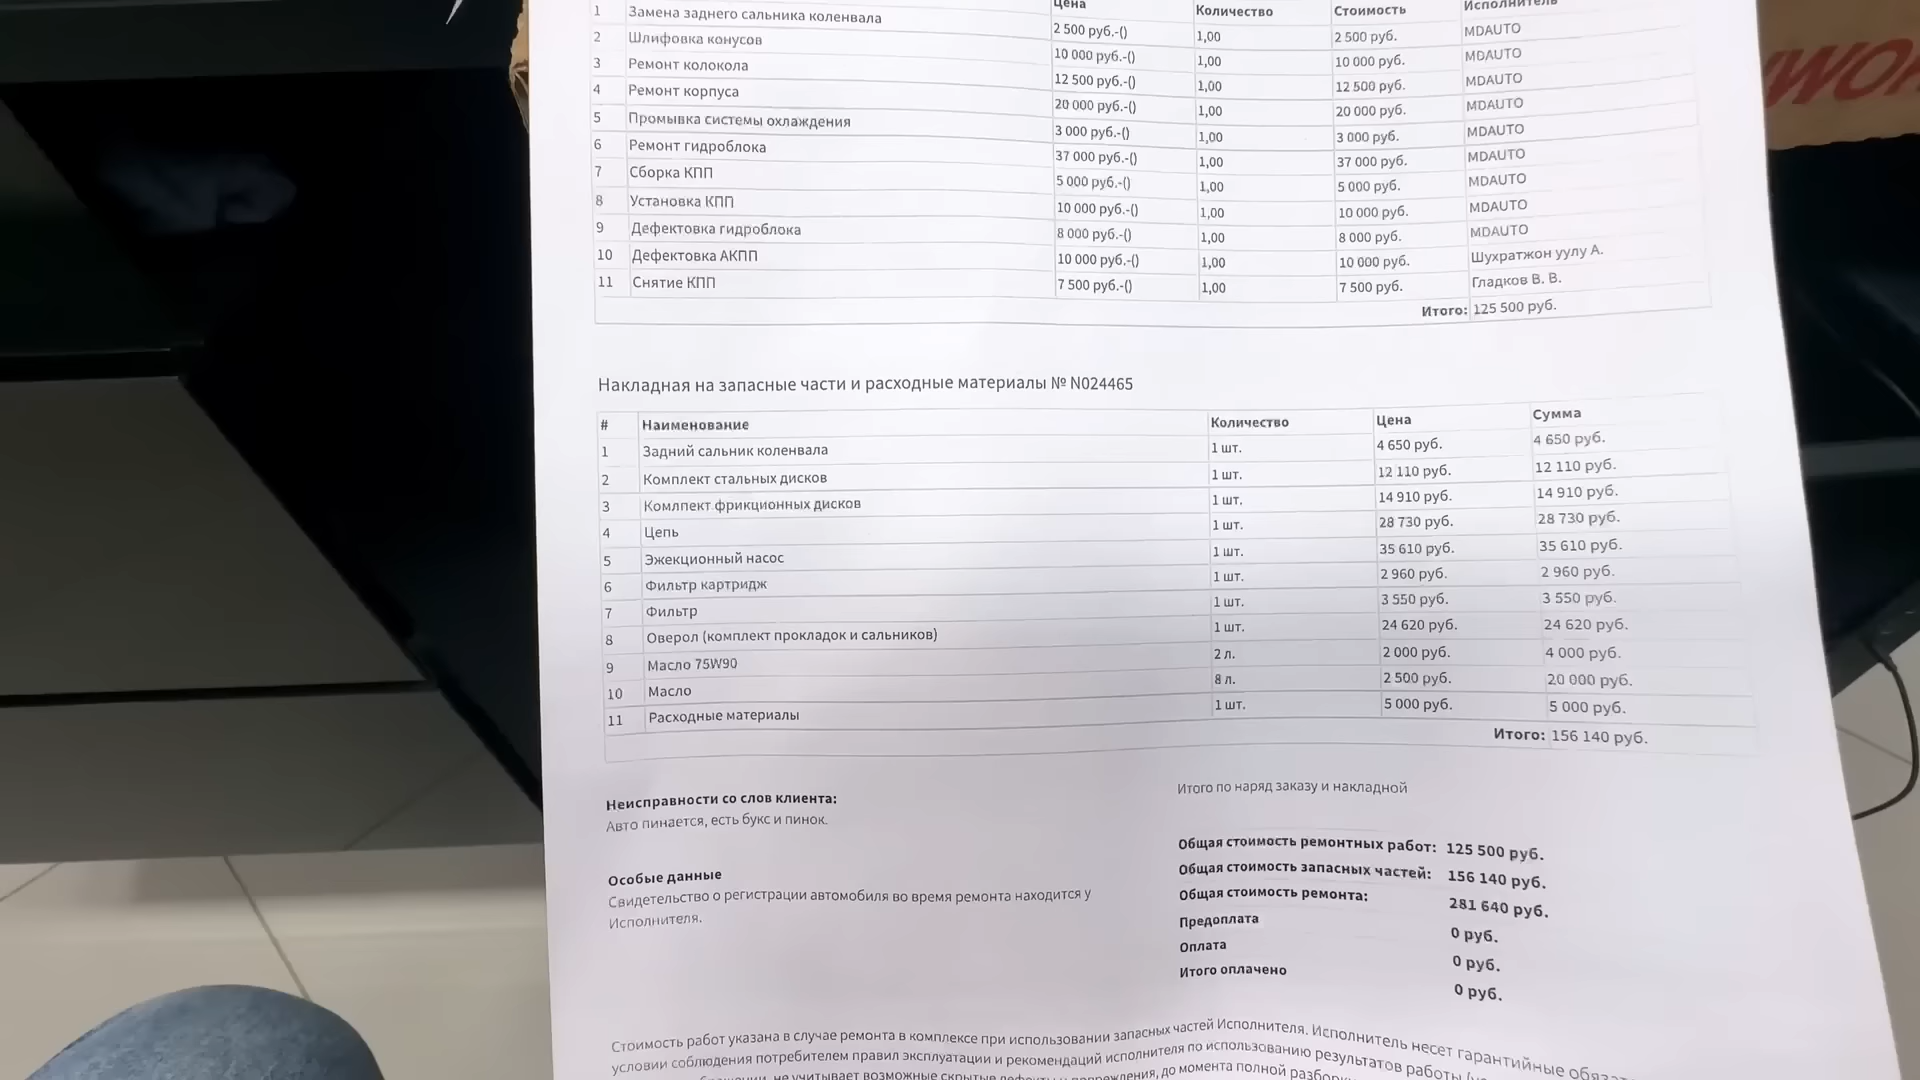 Цена Количество Стоимость Исполнитель
1 Замена заднего сальника коленвала 2 500 руб.-() 1,00 2 500 руб. MDAUTO
2 Шлифовка конусов 10 000 руб.-() 1,00 10 000 руб. MDAUTO
3 Ремонт колокола 12 500 руб.-() 1,00 12 500 руб. MDAUTO
4 Ремонт корпуса 20 000 руб.-() 1,00 20 000 руб. MDAUTO
5 Промывка системы охлаждения 3 000 руб.-() 1,00 3 000 руб. MDAUTO
6 Ремонт гидроблока 37 000 руб.-() 1,00 37 000 руб. MDAUTO
7 Сборка КПП 5 000 руб.-() 1,00 5 000 руб. MDAUTO
8 Установка КПП 10 000 руб.-() 1,00 10 000 руб. MDAUTO
9 Дефектовка гидроблока 8 000 руб.-() 1,00 8 000 руб. MDAUTO
10 Дефектовка АКПП 10 000 руб.-() 1,00 10 000 руб. Шухратжон уулу А.
11 Снятие КПП 7 500 руб.-() 1,00 7 500 руб. Гладков В. В.
Итого: 125 500 руб.
Накладная на запасные части и расходные материалы № N024465
# Наименование Количество Цена Сумма
1 Задний сальник коленвала 1 шт. 4 650 руб. 4 650 руб.
2 Комплект стальных дисков 1 шт. 12 110 руб. 12 110 руб.
3 Комлпект фрикционных дисков 1 шт. 14 910 руб. 14 910 руб.
4 Цепь 1 шт. 28 730 руб. 28 730 руб.
5 Эжекционный насос 1 шт. 35 610 руб. 35 610 руб.
6 Фильтр картридж 1 шт. 2 960 руб. 2 960 руб.
7 Фильтр 1 шт. 3 550 руб. 3 550 руб.
8 Оверол (комплект прокладок и сальников) 1 шт. 24 620 руб. 24 620 руб.
9 Масло 75W90 2 л. 2 000 руб. 4 000 руб.
10 Масло 8 л. 2 500 руб. 20 000 руб.
11 Расходные материалы 1 шт. 5 000 руб. 5 000 руб.
Итого: 156 140 руб.
Неисправности со слов клиента:
Авто пинается, есть букс и пинок.
Особые данные
Свидетельство о регистрации автомобиля во время ремонта находится у
Исполнителя.
Итого по наряд заказу и накладной
Общая стоимость ремонтных работ: 125 500 руб.
Общая стоимость запасных частей: 156 140 руб.
Общая стоимость ремонта: 281 640 руб.
Предоплата 0 руб.
Оплата 0 руб.
Итого оплачено 0 руб.
Стоимость работ указана в случае ремонта в комплексе при использовании запасных частей Исполнителя. Исполнитель несет гарантийные
условии соблюдения потребителем правил эксплуатации и рекомендаций исполнителя по использованию результатов работы
не учитывает возможные скрытые до момента полной